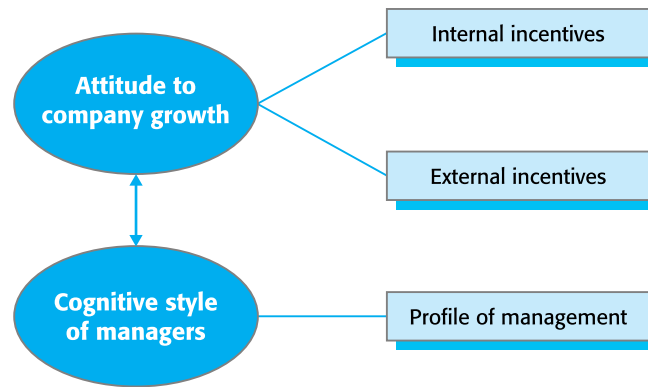 Attitude to
company growth
Internal incentives
External incentives
Cognitive style
of managers
Profile of management